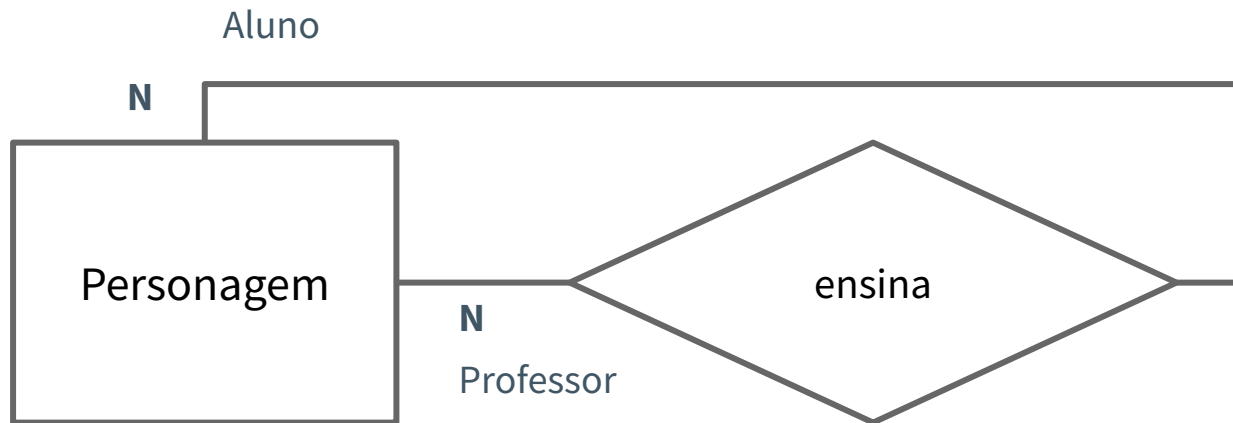 Aluno
N
Personagem
ensina
N
Professor